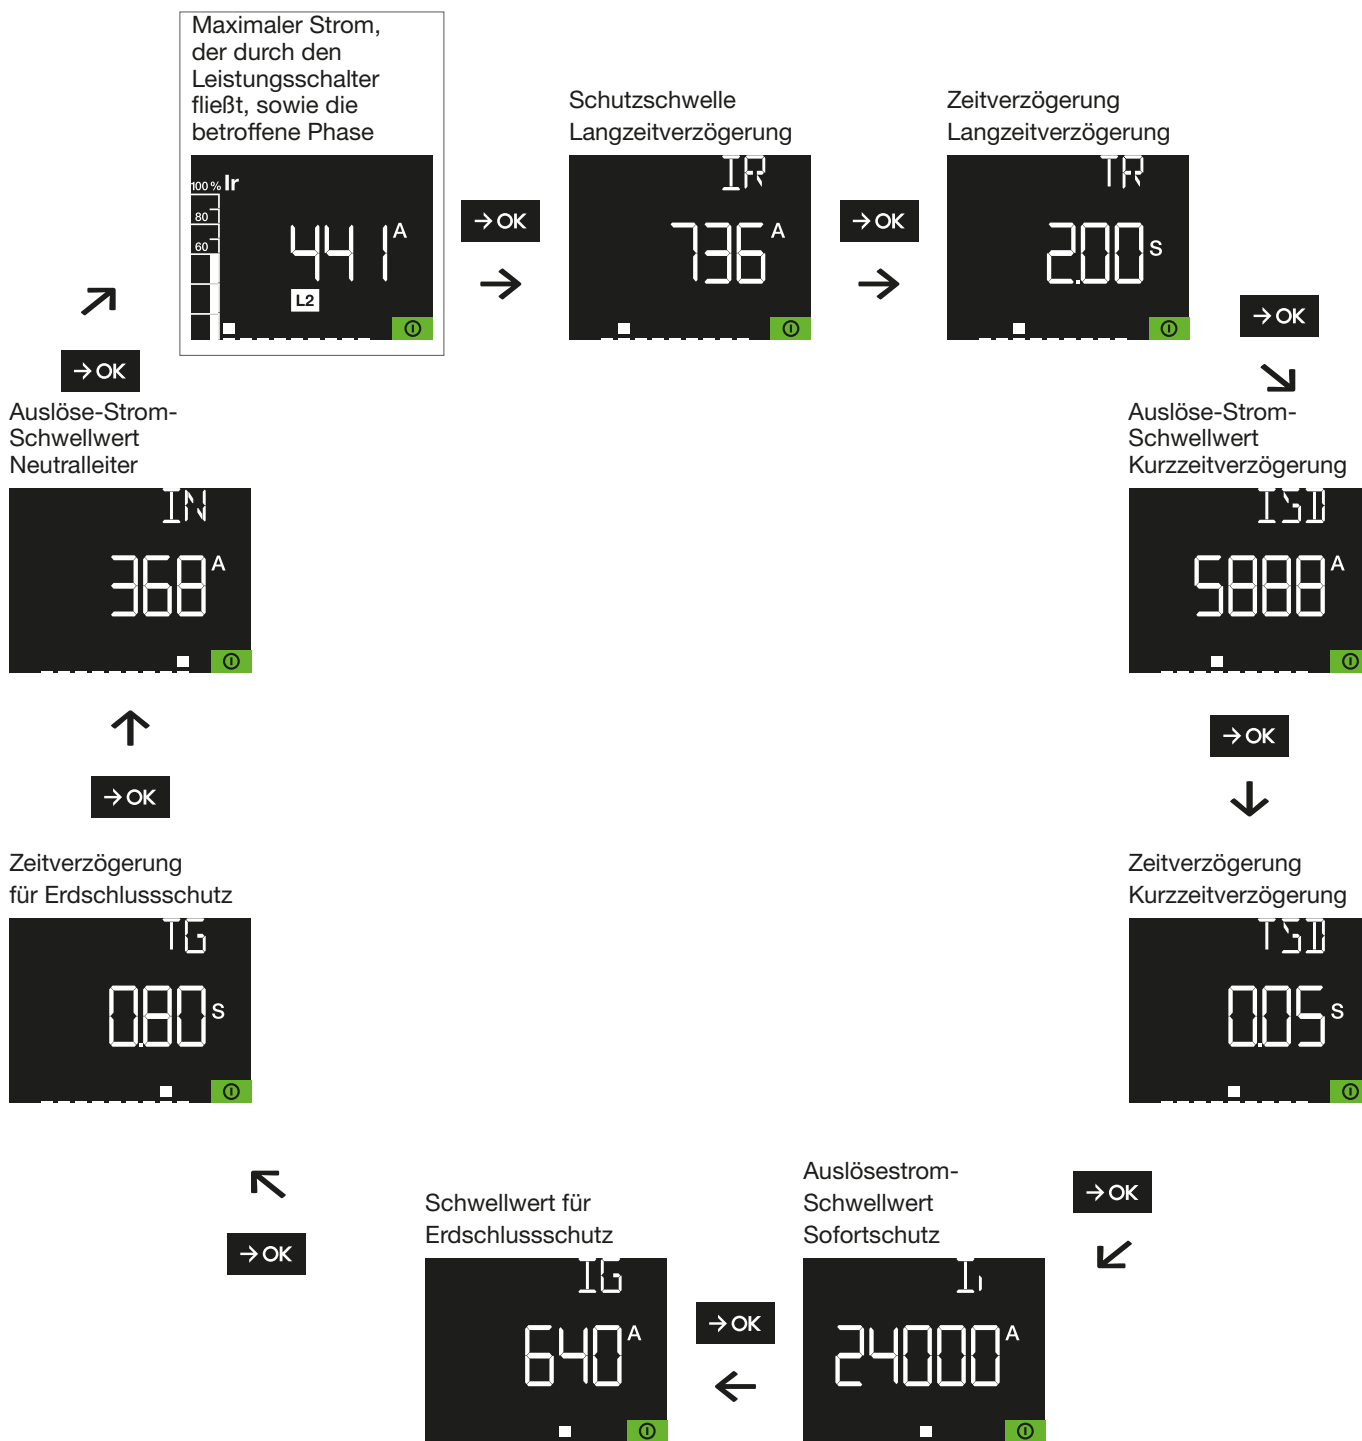 Maximaler Strom,
der durch den
Leistungsschalter
fließt, sowie die
betroffene Phase
100 % Ir
80
60
441 A
L2
→ OK
Schutzschwelle
Langzeitverzögerung
IR
736 A
→ OK
Zeitverzögerung
Langzeitverzögerung
TR
2.00 S
→ OK
Auslöse-Strom-
Schwellwert
Kurzzeitverzögerung
ISD
5888 A
→ OK
Zeitverzögerung
Kurzzeitverzögerung
TSD
0.05 S
→ OK
Auslösestrom-
Schwellwert
Sofortschutz
Ii
24000 A
→ OK
Schwellwert für
Erdschlussschutz
IG
640 A
→ OK
Zeitverzögerung
für Erdschlussschutz
TG
0.80 S
→ OK
Auslöse-Strom-
Schwellwert
Neutralleiter
IN
368 A
→ OK